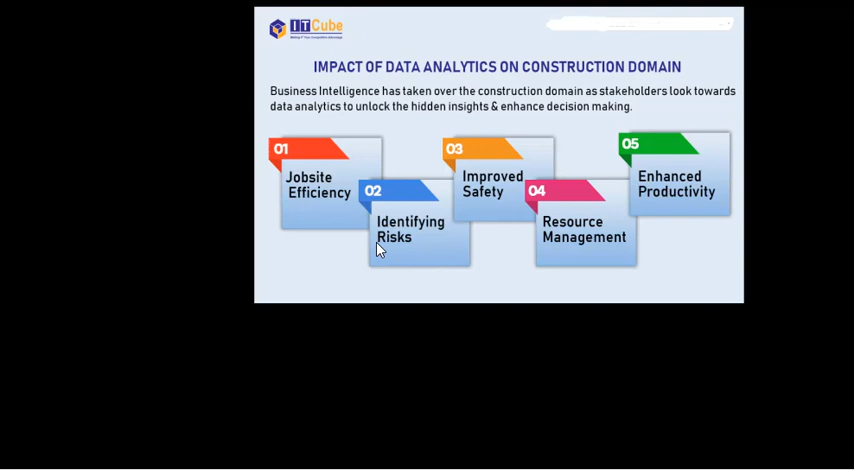 ITCube
IMPACT OF DATA ANALYTICS ON CONSTRUCTION DOMAIN
Business Intelligence has taken over the construction domain as stakeholders look towards
data analytics to unlock the hidden insights & enhance decision making.
01
Jobsite
Efficiency
02
Identifying
Risks
03
Improved
Safety
04
Resource
Management
05
Enhanced
Productivity